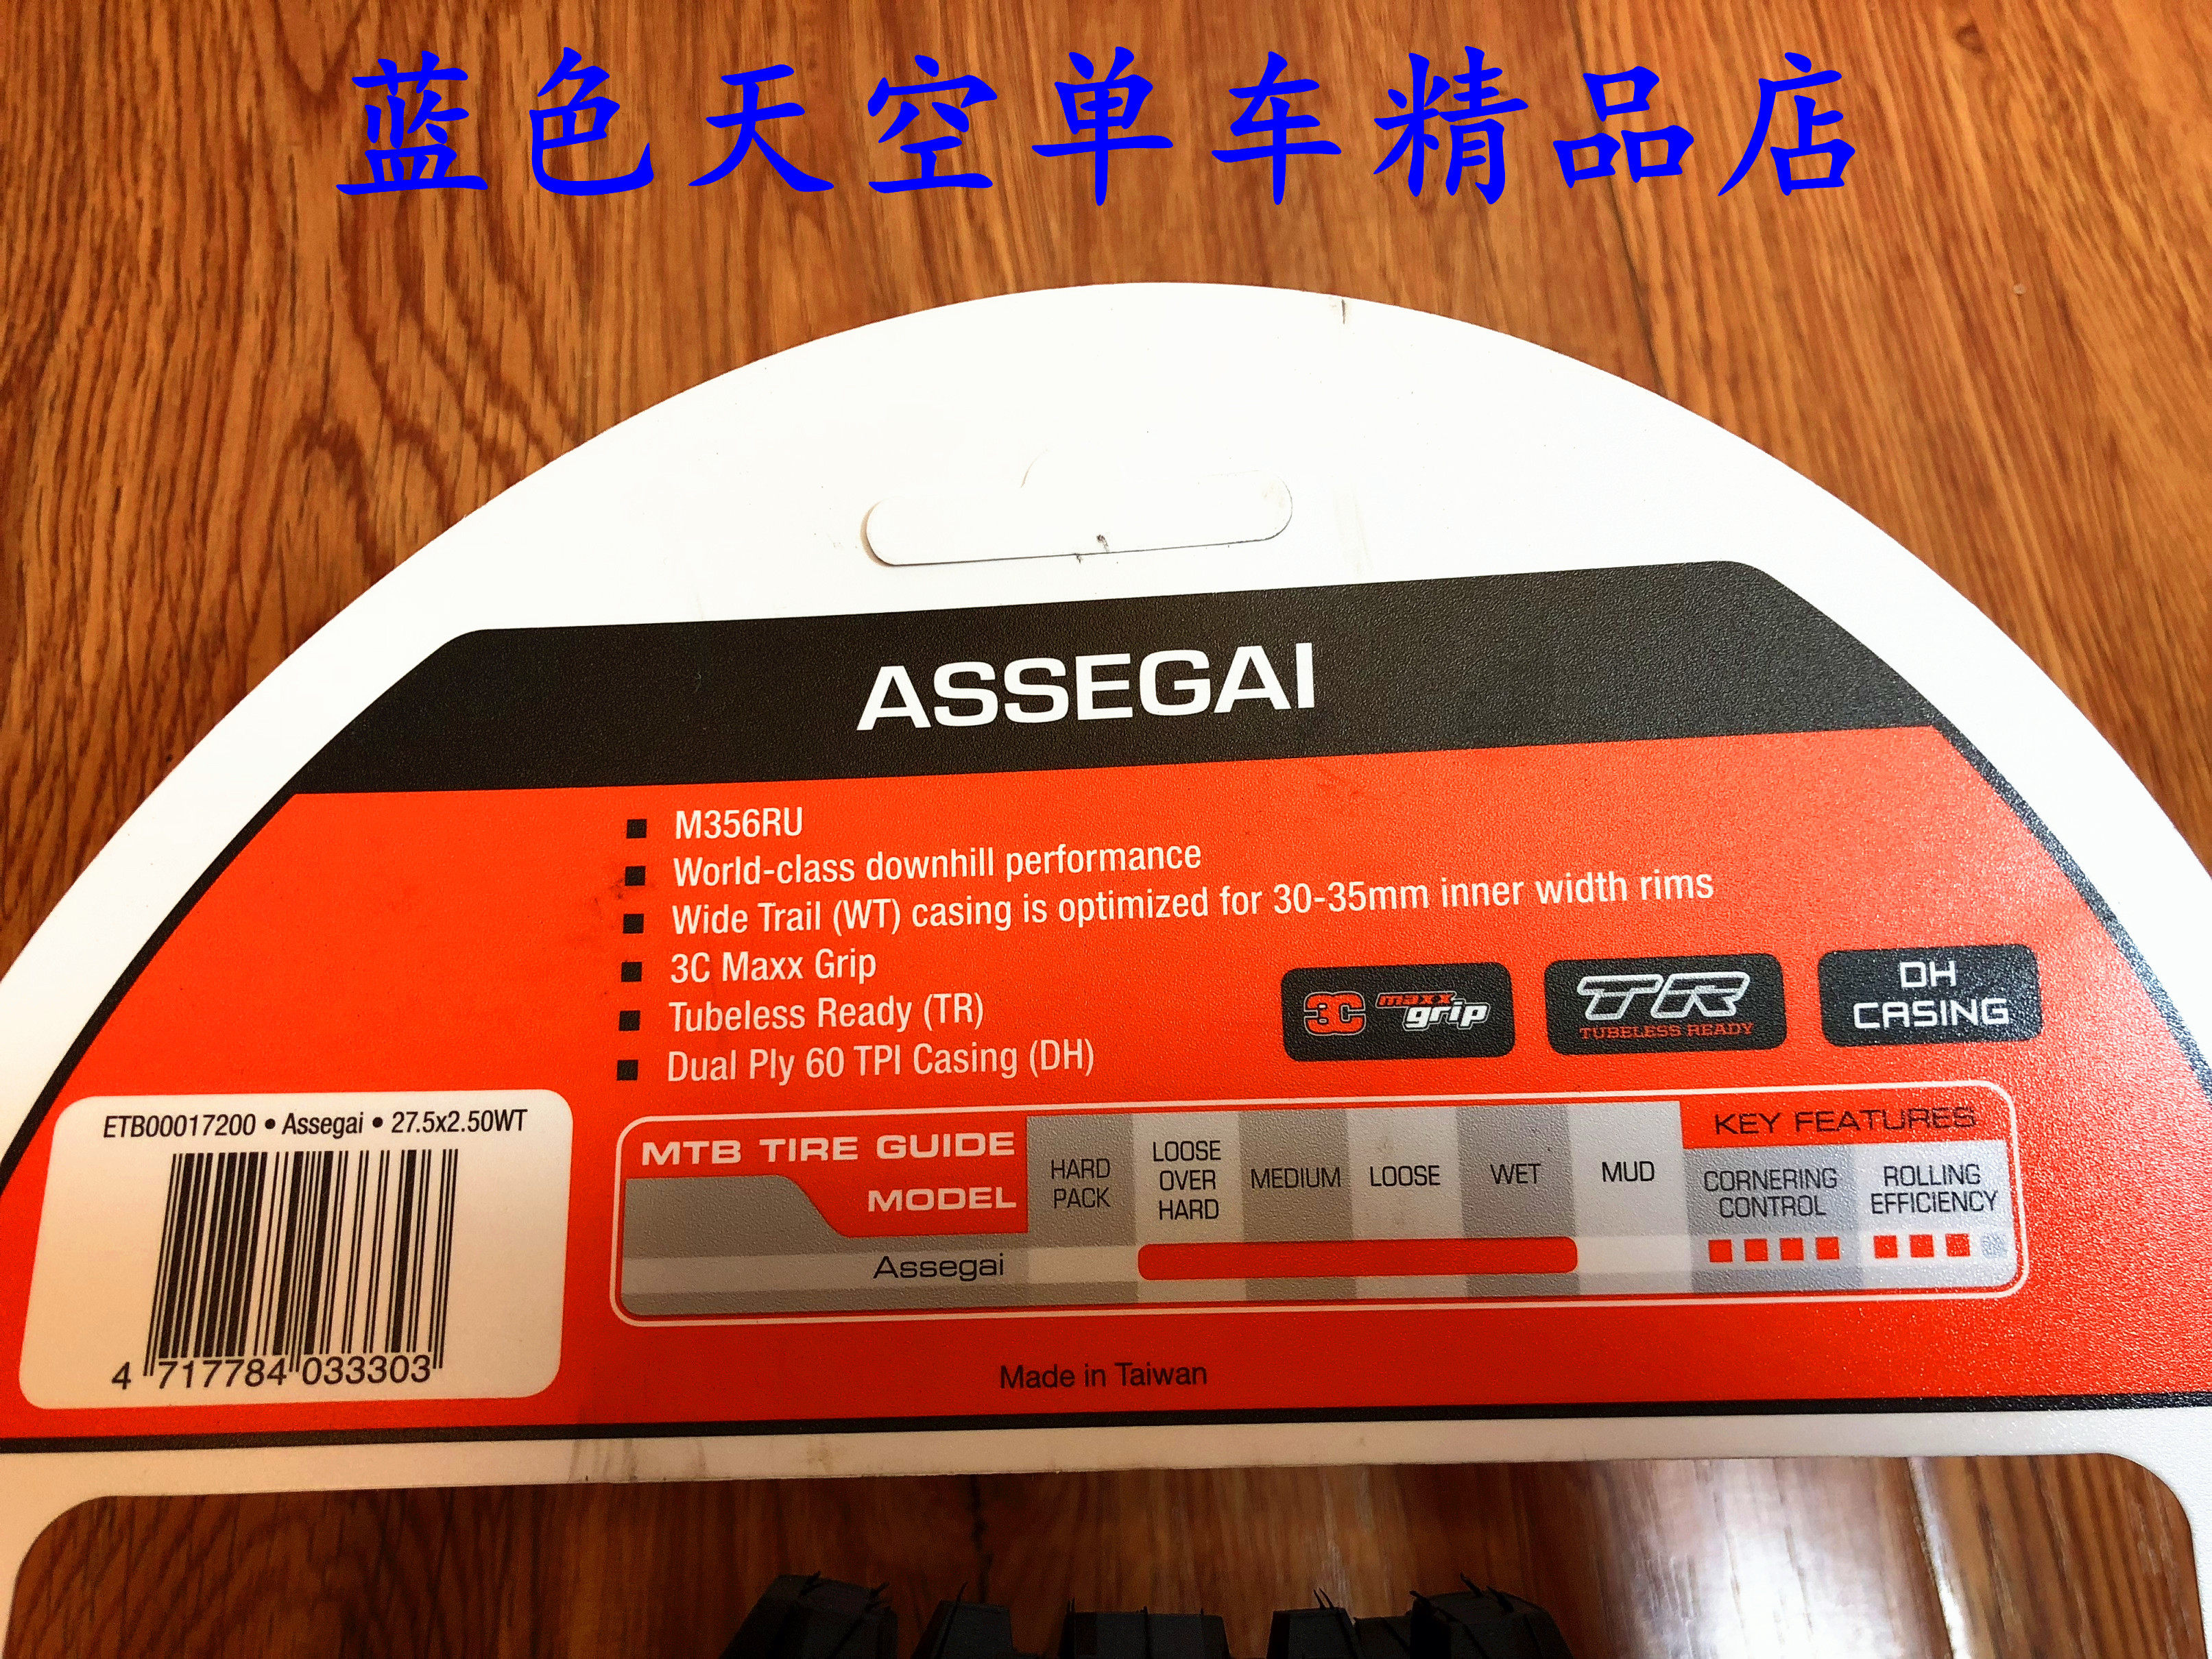 蓝色天空单车精品店
ASSEGAI
M356RU
World-class downhill performance
Wide Trail (WT) casing is optimized for 30-35mm inner width rims
3C Maxx Grip
Tubeless Ready (TR)
Dual Ply 60 TPI Casing (DH)
3C maxx grip
TR
TUBELESS READY
DH
CASING
ETB00017200 • Assegai • 27.5x2.50WT
4 717784 033303
MTB TIRE GUIDE
MODEL
HARD
PACK
LOOSE
OVER
HARD
MEDIUM
LOOSE
WET
MUD
KEY FEATURES
CORNERING
CONTROL
ROLLING
EFFICIENCY
Assegai
Made in Taiwan